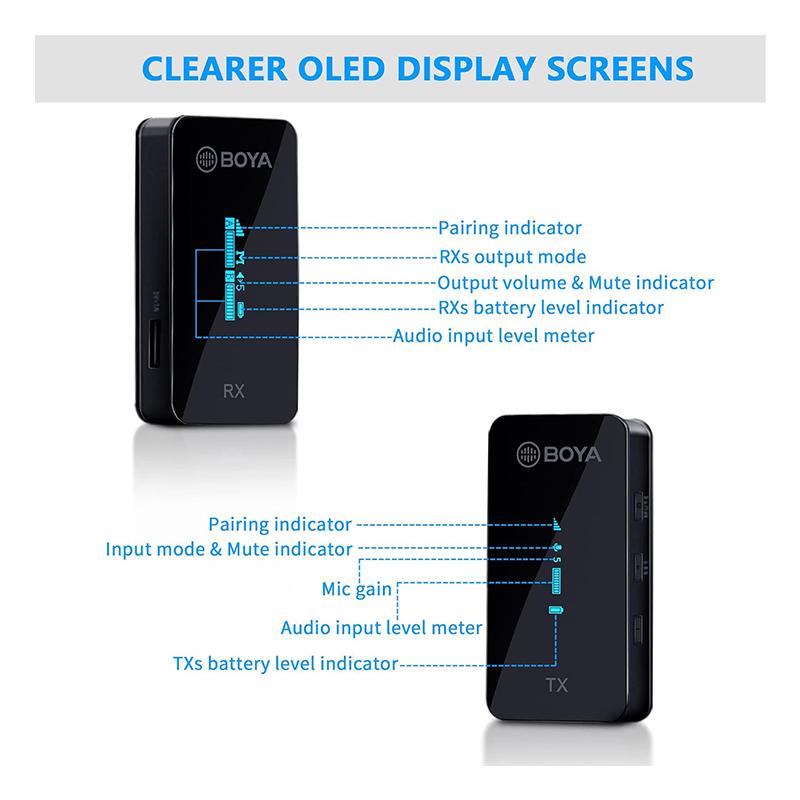 CLEARER OLED DISPLAY SCREENS
BOYA
A
Pairing indicator
M
RXs output mode
B
5
Output volume & Mute indicator
RXs battery level indicator
Audio input level meter
RX
BOYA
Pairing indicator
Input mode & Mute indicator
5
Mic gain
Audio input level meter
TXs battery level indicator
TX